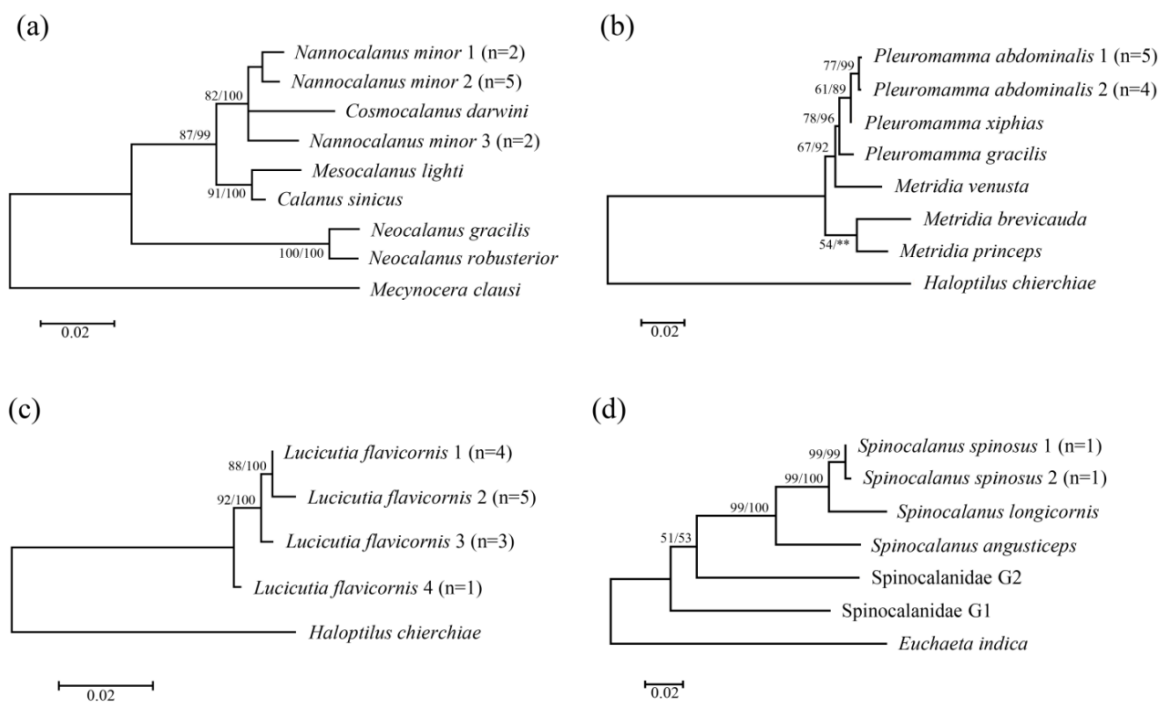 (a)
Nannocalanus minor 1 (n=2)
Nannocalanus minor 2 (n=5)
82/100
Cosmocalanus darwini
87/99
Nannocalanus minor 3 (n=2)
Mesocalanus lighti
91/100
Calanus sinicus
Neocalanus gracilis
100/100
Neocalanus robusterior
Mecynocera clausi
0.02
(b)
77/99
Pleuromamma abdominalis 1 (n=5)
61/89
Pleuromamma abdominalis 2 (n=4)
78/96
Pleuromamma xiphias
67/92
Pleuromamma gracilis
Metridia venusta
Metridia brevicauda
54/**
Metridia princeps
Haloptilus chierchiae
0.02
(c)
Lucicutia flavicornis 1 (n=4)
88/100
Lucicutia flavicornis 2 (n=5)
92/100
Lucicutia flavicornis 3 (n=3)
Lucicutia flavicornis 4 (n=1)
Haloptilus chierchiae
0.02
(d)
Spinocalanus spinosus 1 (n=1)
99/99
Spinocalanus spinosus 2 (n=1)
99/100
Spinocalanus longicornis
99/100
Spinocalanus angusticeps
51/53
Spinocalanidae G2
Spinocalanidae G1
Euchaeta indica
0.02